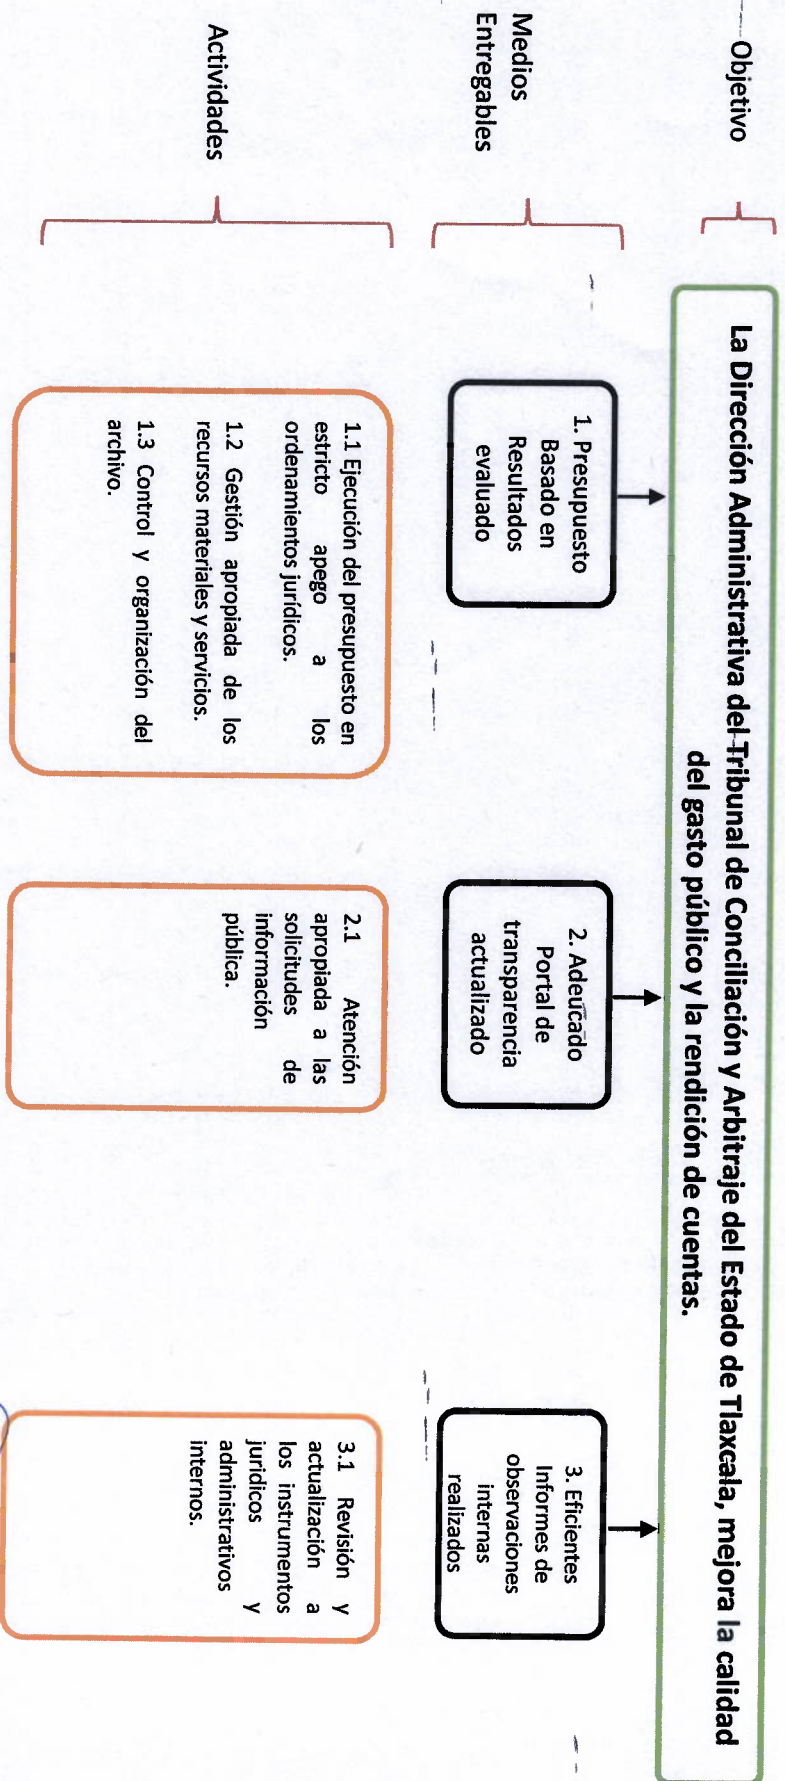 Objetivo
La Dirección Administrativa del Tribunal de Conciliación y Arbitraje del Estado de Tlaxcala, mejora la calidad
del gasto público y la rendición de cuentas.
Medios
Entregables
1. Presupuesto
Basado en
Resultados
evaluado
2. Adeucado
Portal de
transparencia
actualizado
3. Eficientes
Informes de
observaciones
internas
realizados
Actividades
1.1 Ejecución del presupuesto en
estricto apego a los
ordenamientos jurídicos.
1.2 Gestión apropiada de los
recursos materiales y servicios.
1.3 Control y organización del
archivo.
2.1 Atención
apropiada a las
solicitudes de
información
pública.
3.1 Revisión y
actualización a
los instrumentos
juridicos y
administrativos
internos.